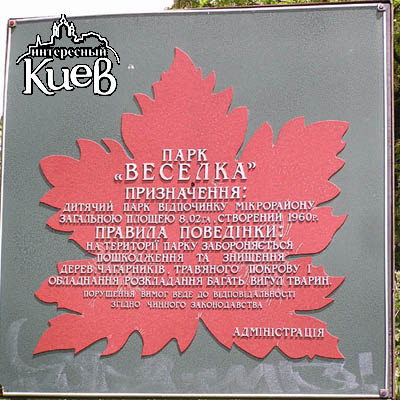 интересный
Киев
ПАРК
„ВЕСЕЛКА”
ПРИЗНАЧЕННЯ:
ДИТЯЧИЙ ПАРК ВІДПОЧИНКУ МІКРОРАЙОНУ.
ЗАГАЛЬНОЮ ПЛОЩЕЮ 8,02га, СТВОРЕНИЙ 1960р.
ПРАВИЛА ПОВЕДІНКИ:
НА ТЕРИТОРІЇ ПАРКУ ЗАБОРОНЯЄТЬСЯ
ПОШКОДЖЕННЯ ТА ЗНИЩЕННЯ
ДЕРЕВ, ЧАГАРНИКІВ, ТРАВЯНОГО ПОКРОВУ І
ОБЛАДНАННЯ, РОЗКЛАДАННЯ БАГАТЬ, ВИГУЛ ТВАРИН.
ПОРУШЕННЯ ВИМОГ ВЕДЕ ДО ВІДПОВІДАЛЬНОСТІ
ЗГІДНО ЧИННОГО ЗАКОНОДАВСТВА
АДМІНІСТРАЦІЯ